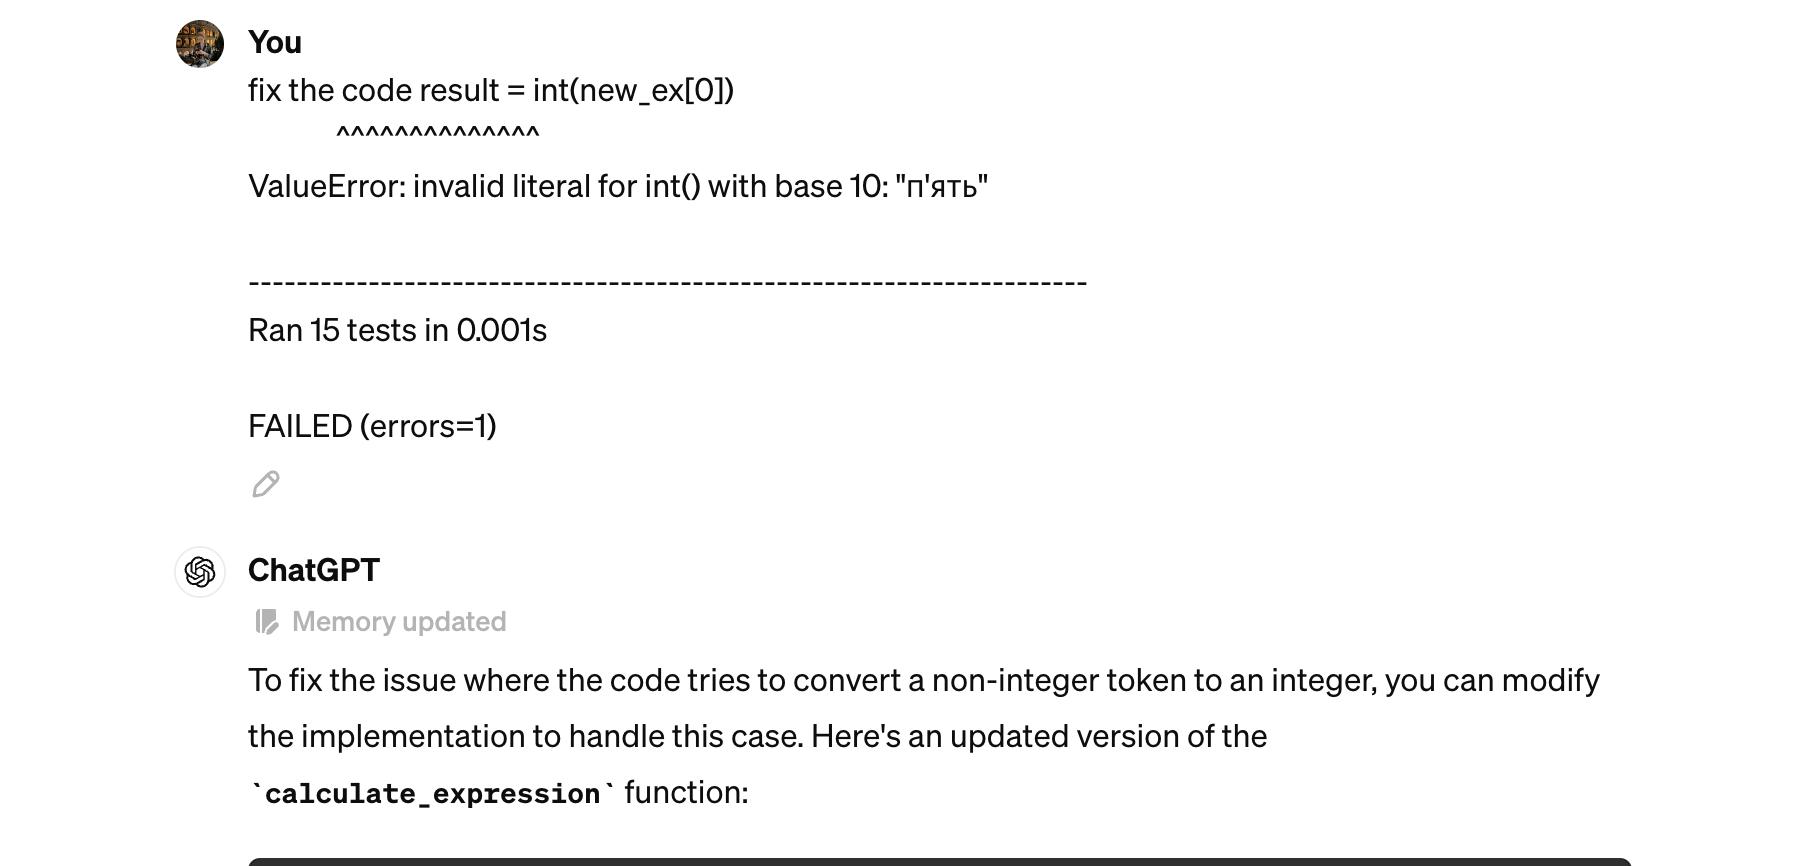 You
fix the code result = int(new_ex[0])
^^^^^^^^^^^^^^
ValueError: invalid literal for int() with base 10: "п'ять"
----------------------------------------------------------------------
Ran 15 tests in 0.001s
FAILED (errors=1)
ChatGPT
Memory updated
To fix the issue where the code tries to convert a non-integer token to an integer, you can modify
the implementation to handle this case. Here's an updated version of the
`calculate_expression` function: